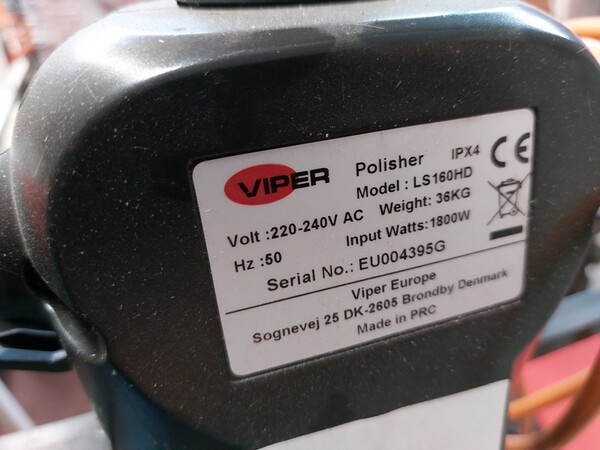 VIPER
Polisher IPX4 CE
Model : LS160HD
Volt :220-240V AC Weight: 36KG
Hz :50 Input Watts:1800W
Serial No.: EU004395G
Viper Europe
Sognevej 25 DK-2605 Brondby Denmark
Made in PRC